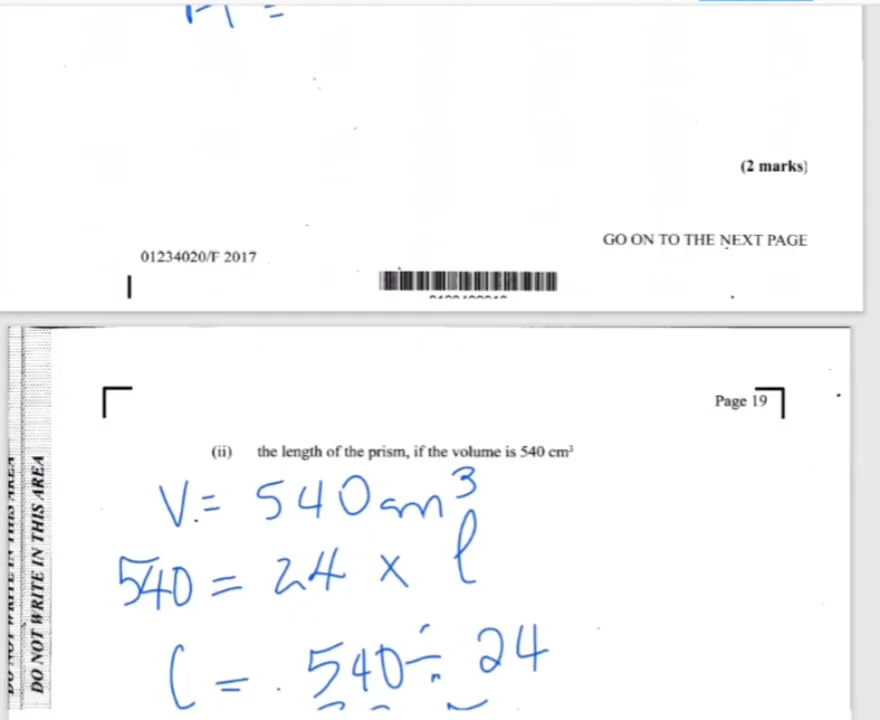 (2 marks)
GO ON TO THE NEXT PAGE
01234020/F 2017
Page 19
(ii) the length of the prism, if the volume is 540 cm³
V = 540 cm³
540 = 24 × l
l = 540 ÷ 24
DO NOT WRITE IN THIS AREA